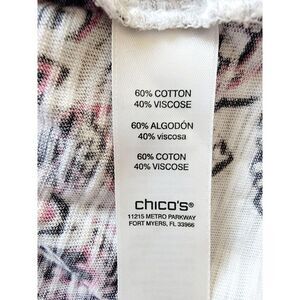 60% COTTON
40% VISCOSE
60% ALGODÓN
40% viscosa
60% COTON
40% VISCOSE
chico's®
11215 METRO PARKWAY
FORT MYERS, FL 33966